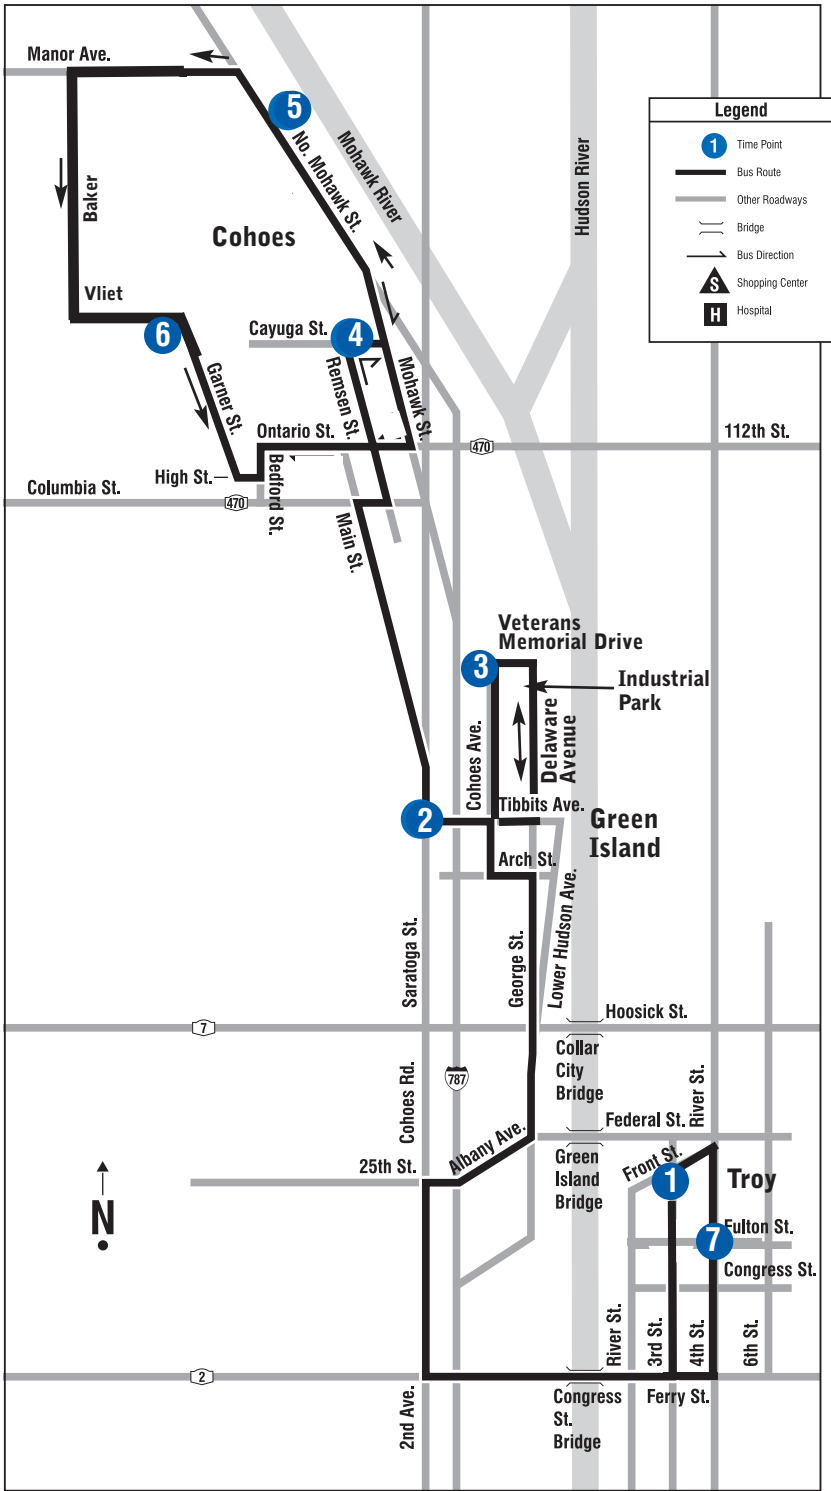 Manor Ave.
5
No. Mohawk St.
Mohawk River
Hudson River
Legend
1 Time Point
Bus Route
Other Roadways
Bridge
Bus Direction
S Shopping Center
H Hospital
Baker
Cohoes
Vliet
6
Cayuga St.
4
Garner St.
Remsen St.
Mohawk St.
Ontario St.
470
112th St.
High St.
Bedford St.
Columbia St.
470
Main St.
Veterans
Memorial Drive
3
Industrial
Park
Cohoes Ave.
Delaware
Avenue
2
Tibbits Ave.
Green
Island
Arch St.
Saratoga St.
George St.
Lower Hudson Ave.
7
Hoosick St.
Collar
City
Bridge
Cohoes Rd.
787
River St.
Federal St.
Albany Ave.
25th St.
Green
Island
Bridge
Front St.
1
Troy
N
7
Fulton St.
Congress St.
River St.
3rd St.
4th St.
6th St.
2
2nd Ave.
Congress
St.
Bridge
Ferry St.